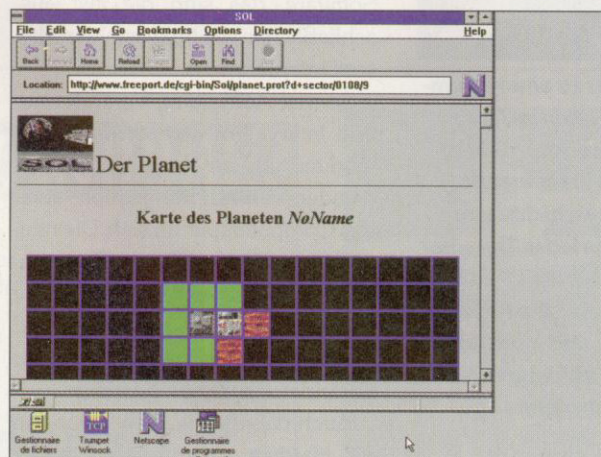 SOL
File Edit View Go Bookmarks Options Directory Help
Back Home Reload Open Find
Location: http://www.freeport.de/cgi-bin/Sol/planet.prot?d+sector/0108/9
N
SOL Der Planet
Karte des Planeten NoName
TCP
N
Gestionnaire de fichiers
Trumpet Winsock
Netscape
Gestionnaire de programmes